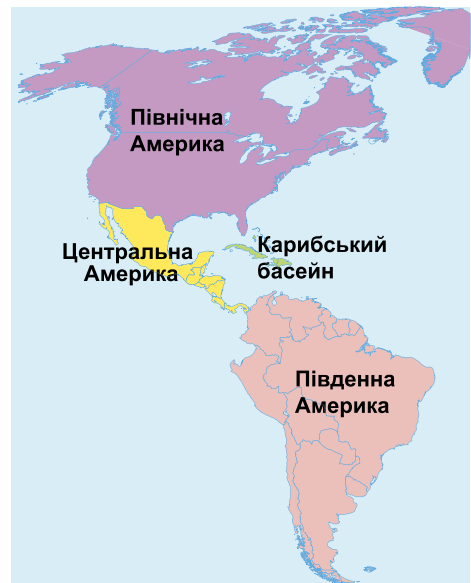 Північна
Америка
Центральна
Америка
Карибський
басейн
Південна
Америка